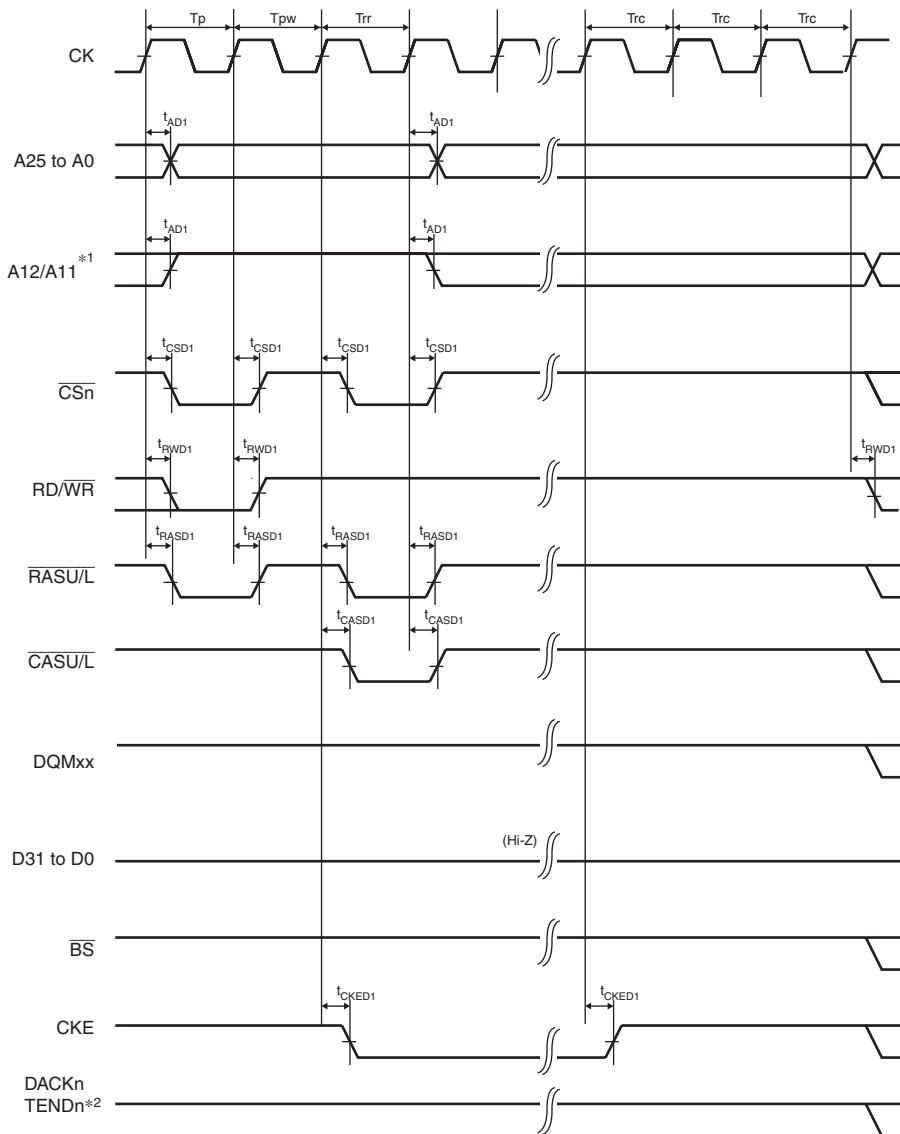 Tp Tpw Trr Trc Trc Trc
CK
tAD1 tAD1
A25 to A0
tAD1 tAD1
A12/A11*1
tCSD1 tCSD1 tCSD1 tCSD1
CSn
tRWD1 tRWD1 tRWD1
RD/WR
tRASD1 tRASD1 tRASD1 tRASD1
RASU/L
tCASD1 tCASD1
CASU/L
DQMxx
(Hi-Z)
D31 to D0
BS
tCKED1 tCKED1
CKE
DACKn
TENDn*2